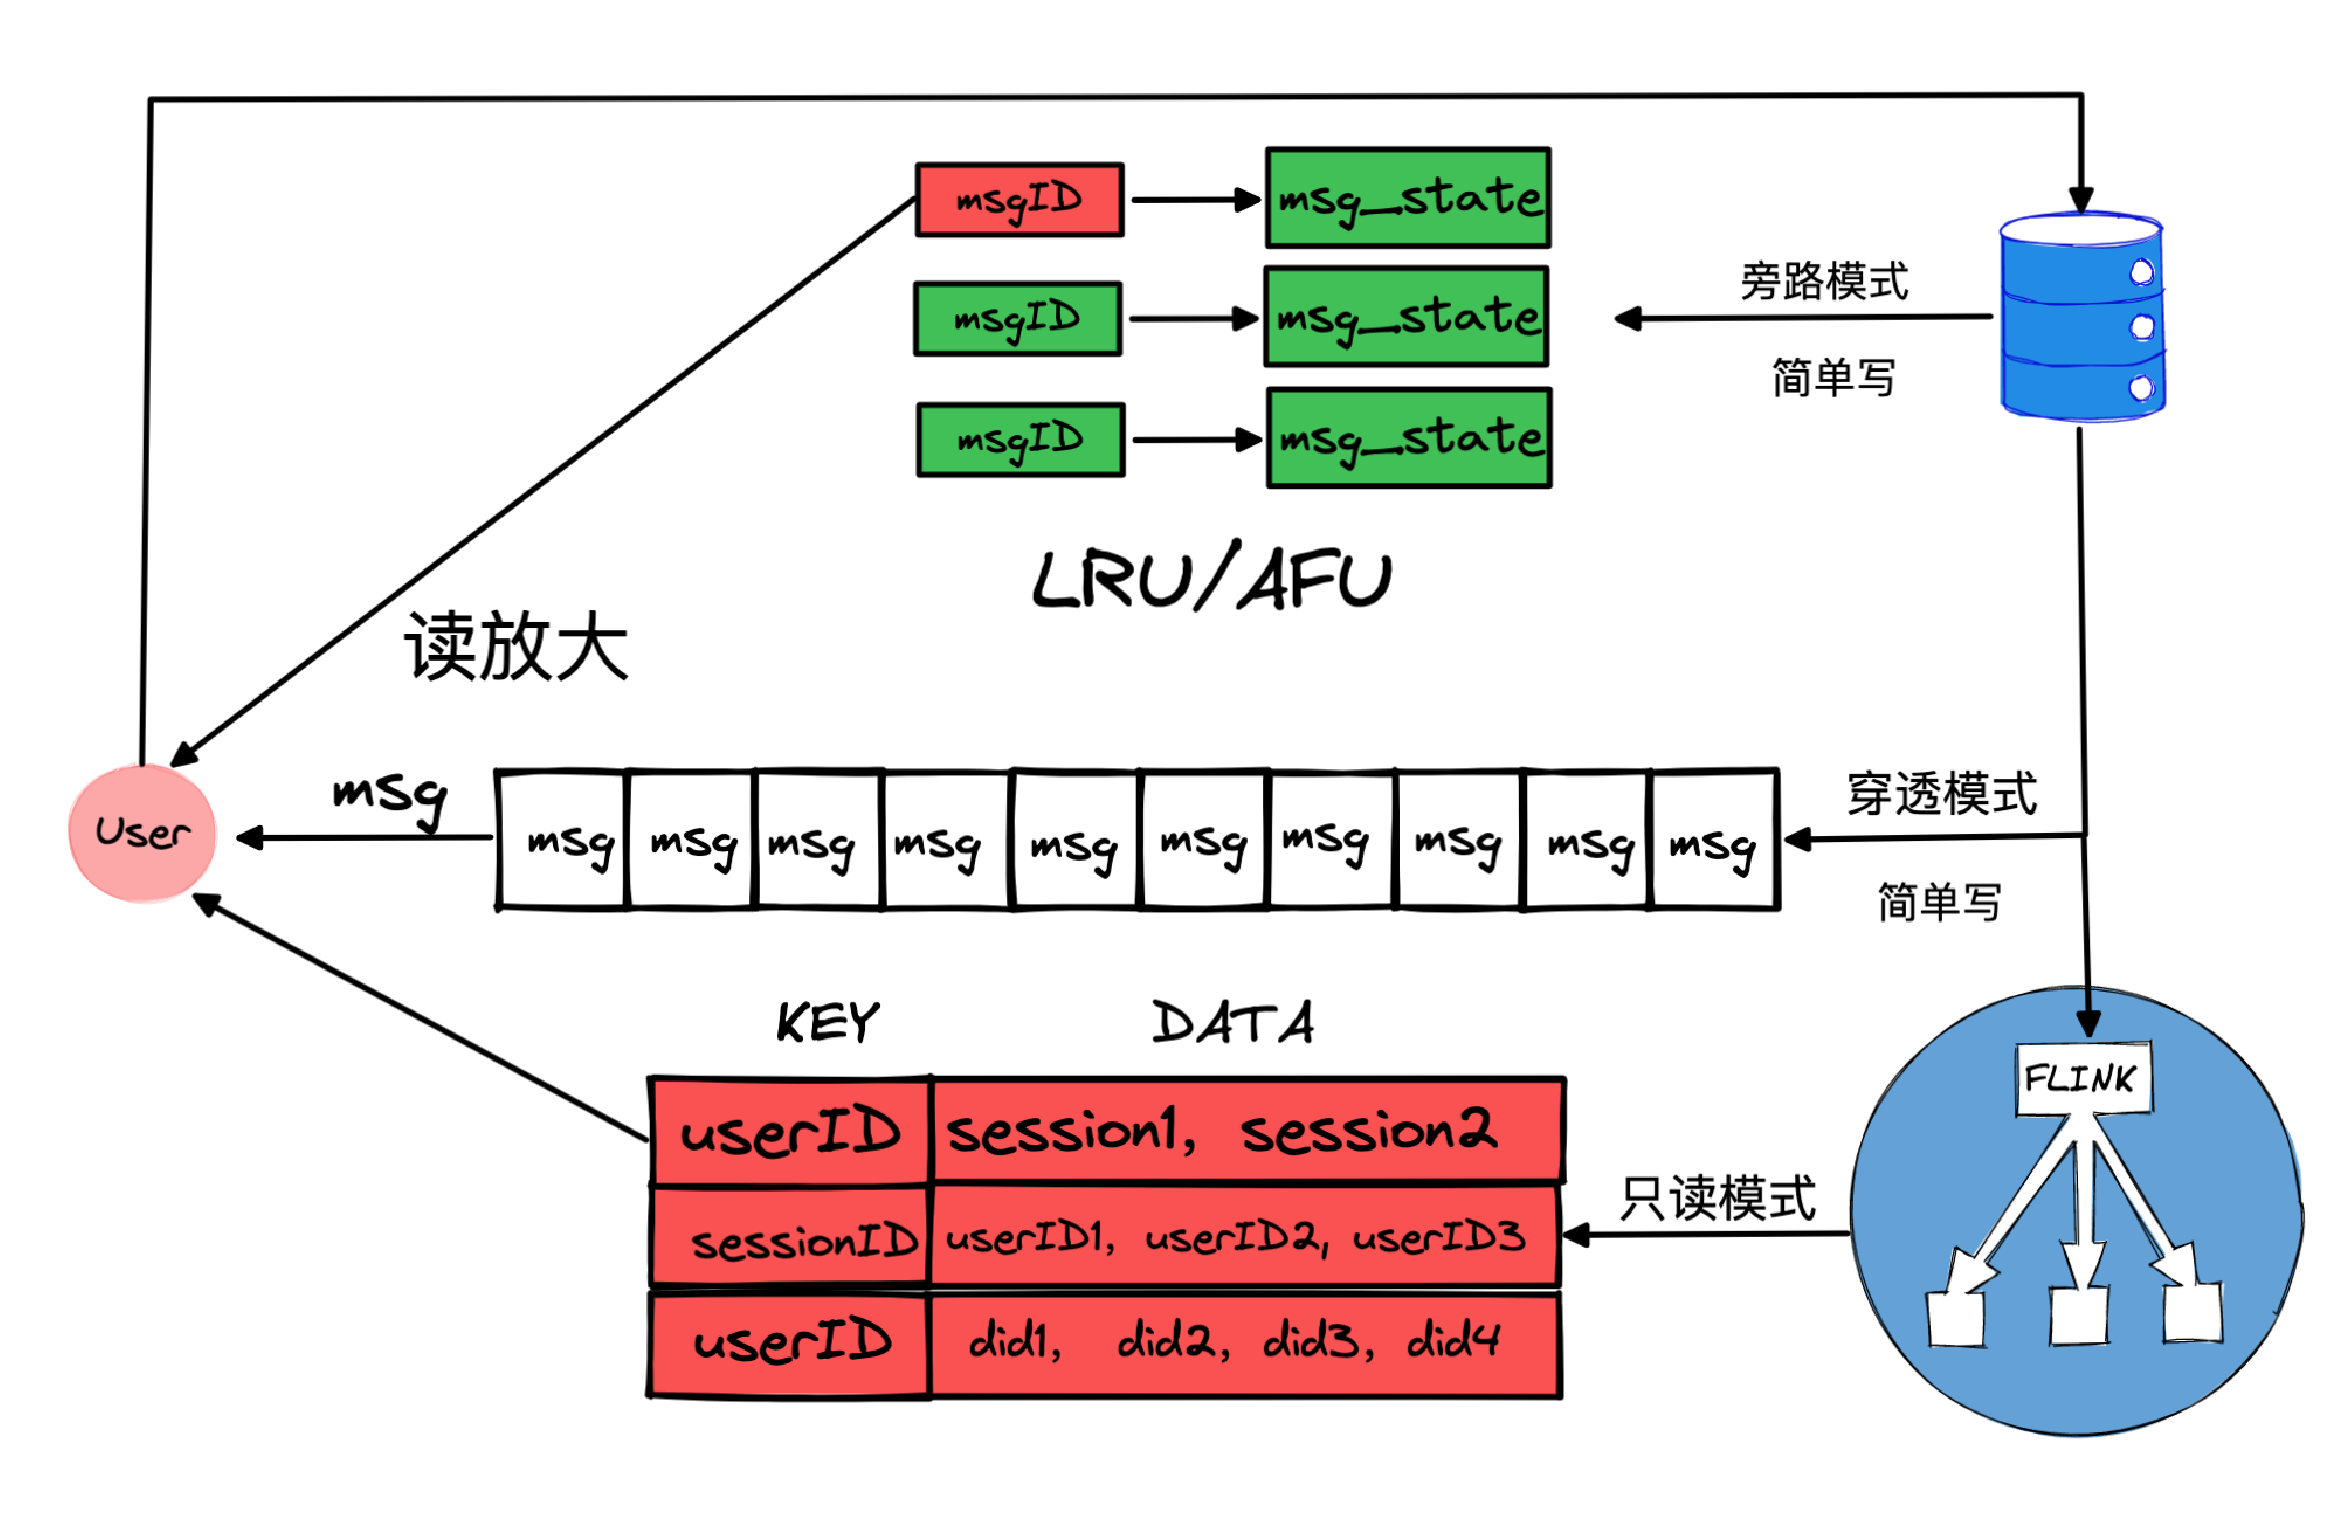 msgID
msg_state
msgID
msg_state
msgID
msg_state
旁路模式
简单写
LRU/AFU
读放大
User
msg
msg
msg
msg
msg
msg
msg
msg
msg
msg
msg
穿透模式
简单写
KEY
DATA
userID
session1, session2
sessionID
userID1, userID2, userID3
userID
did1, did2, did3, did4
只读模式
FLINK